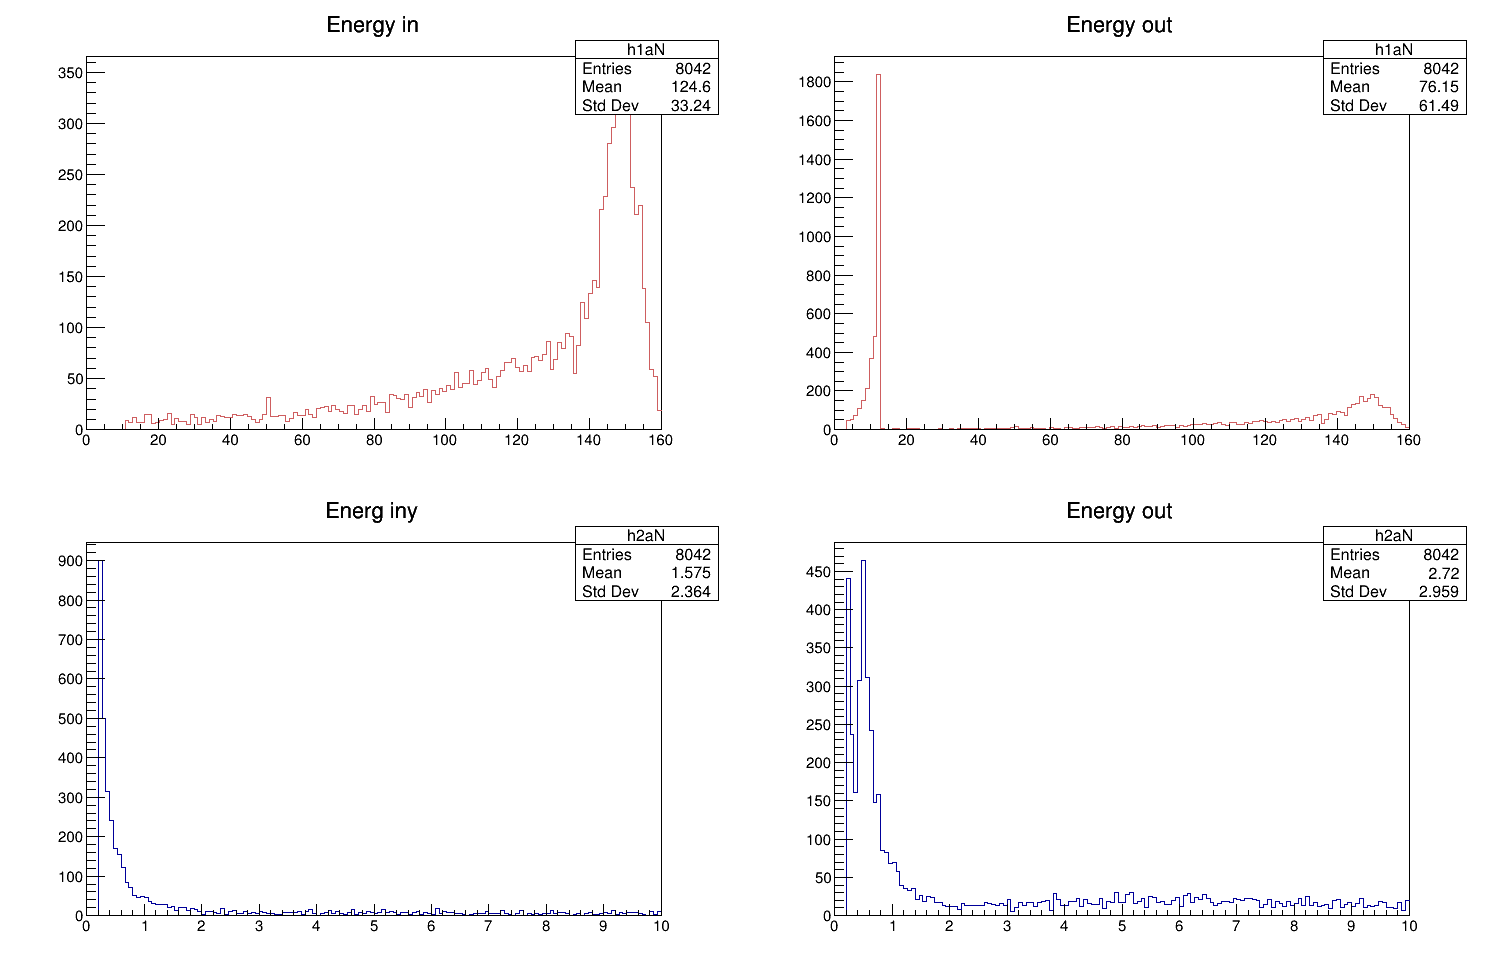 Energy in
h1aN
Entries 8042
Mean 124.6
Std Dev 33.24
350
300
250
200
150
100
50
0
0 20 40 60 80 100 120 140 160
Energy out
h1aN
Entries 8042
Mean 76.15
Std Dev 61.49
1800
1600
1400
1200
1000
800
600
400
200
0
0 20 40 60 80 100 120 140 160
Energ iny
h2aN
Entries 8042
Mean 1.575
Std Dev 2.364
900
800
700
600
500
400
300
200
100
0
0 1 2 3 4 5 6 7 8 9 10
Energy out
h2aN
Entries 8042
Mean 2.72
Std Dev 2.959
450
400
350
300
250
200
150
100
50
0
0 1 2 3 4 5 6 7 8 9 10